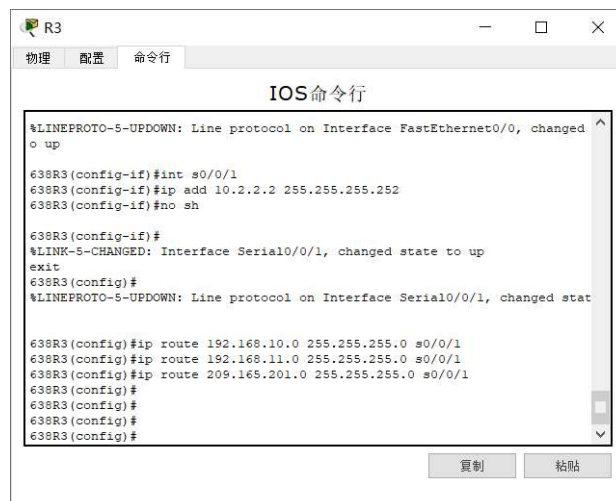 R3
物理 配置 命令行
IOS命令行
%LINEPROTO-5-UPDOWN: Line protocol on Interface FastEthernet0/0, changed
o up
638R3(config-if)#int s0/0/1
638R3(config-if)#ip add 10.2.2.2 255.255.255.252
638R3(config-if)#no sh
638R3(config-if)#
%LINK-5-CHANGED: Interface Serial0/0/1, changed state to up
exit
638R3(config)#
%LINEPROTO-5-UPDOWN: Line protocol on Interface Serial0/0/1, changed stat
638R3(config)#ip route 192.168.10.0 255.255.255.0 s0/0/1
638R3(config)#ip route 192.168.11.0 255.255.255.0 s0/0/1
638R3(config)#ip route 209.165.201.0 255.255.255.0 s0/0/1
638R3(config)#
638R3(config)#
638R3(config)#
638R3(config)#
复制 粘贴